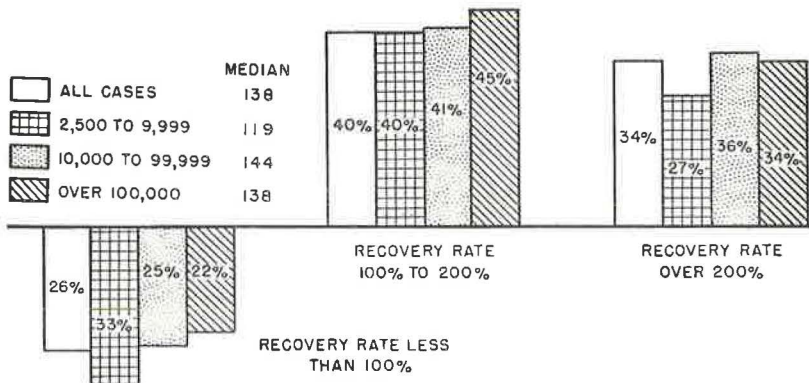 MEDIAN
ALL CASES 138
2,500 TO 9,999 119
10,000 TO 99,999 144
OVER 100,000 138
40% 40% 41% 45%
34% 27% 36% 34%
RECOVERY RATE
100% TO 200%
RECOVERY RATE
OVER 200%
26% 33% 25% 22%
RECOVERY RATE LESS
THAN 100%